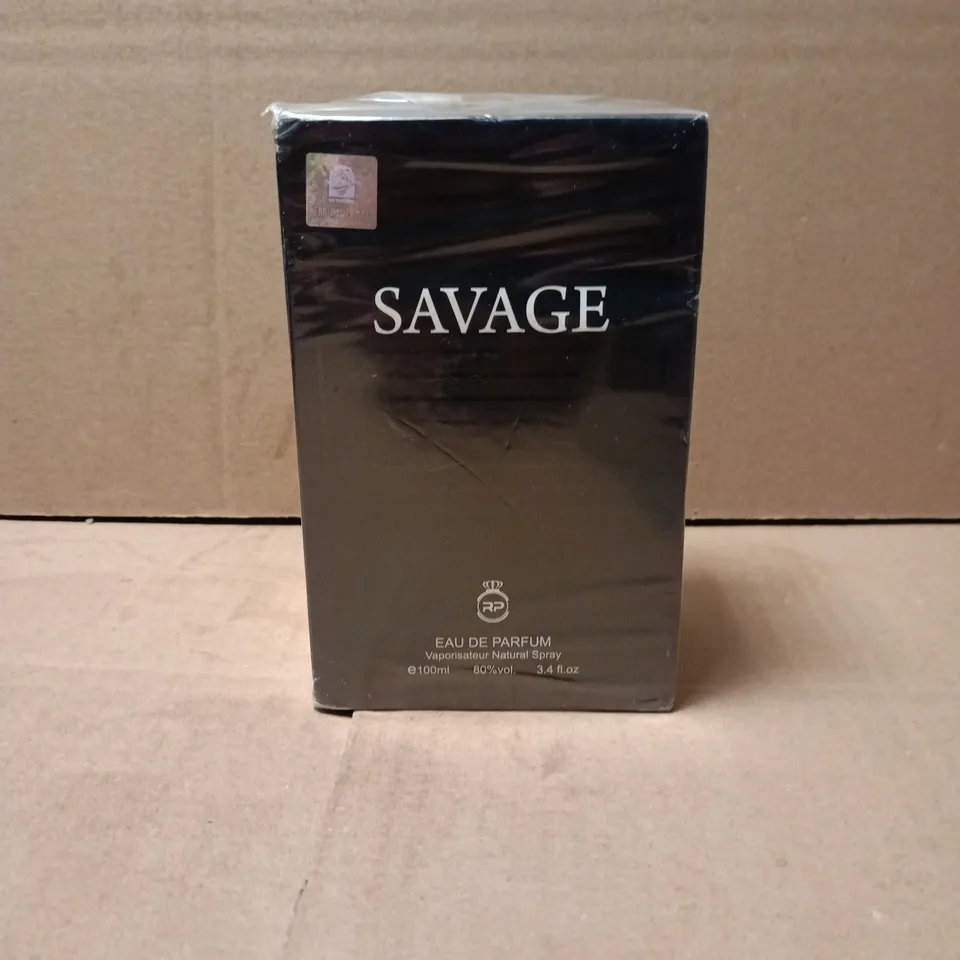 SAVAGE
RP
EAU DE PARFUM
Vaporisateur Natural Spray
℮100ml 80%vol. 3.4 fl.oz